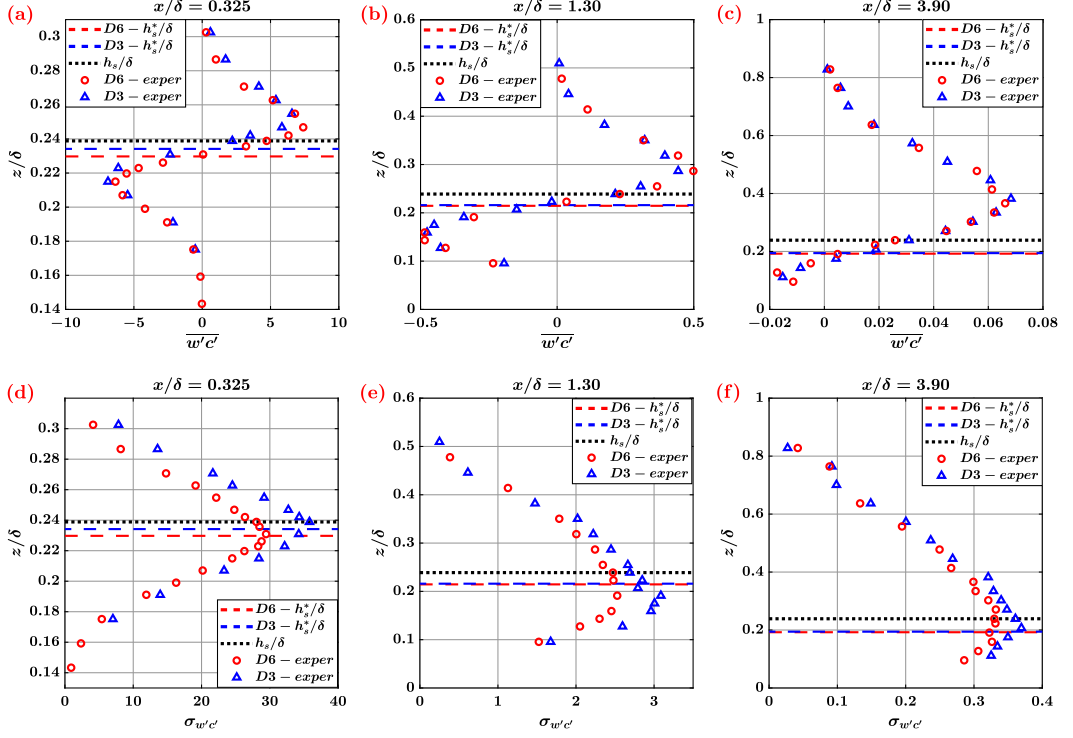 (a) x/δ = 0.325
D6 − h*ₛ/δ
D3 − h*ₛ/δ
hₛ/δ
D6 − exper
D3 − exper
z/δ
0.3
0.28
0.26
0.24
0.22
0.2
0.18
0.16
0.14
−10 −5 0 5 10
w′c′
(b) x/δ = 1.30
D6 − h*ₛ/δ
D3 − h*ₛ/δ
hₛ/δ
D6 − exper
D3 − exper
z/δ
0.6
0.5
0.4
0.3
0.2
0.1
0
−0.5 0 0.5
w′c′
(c) x/δ = 3.90
D6 − h*ₛ/δ
D3 − h*ₛ/δ
hₛ/δ
D6 − exper
D3 − exper
z/δ
1
0.8
0.6
0.4
0.2
0
−0.02 0 0.02 0.04 0.06 0.08
w′c′
(d) x/δ = 0.325
z/δ
0.3
0.28
0.26
0.24
0.22
0.2
0.18
0.16
0.14
D6 − h*ₛ/δ
D3 − h*ₛ/δ
hₛ/δ
D6 − exper
D3 − exper
0 10 20 30 40
σw′c′
(e) x/δ = 1.30
D6 − h*ₛ/δ
D3 − h*ₛ/δ
hₛ/δ
D6 − exper
D3 − exper
z/δ
0.6
0.5
0.4
0.3
0.2
0.1
0
0 1 2 3
σw′c′
(f) x/δ = 3.90
D6 − h*ₛ/δ
D3 − h*ₛ/δ
hₛ/δ
D6 − exper
D3 − exper
z/δ
1
0.8
0.6
0.4
0.2
0
0 0.1 0.2 0.3 0.4
σw′c′